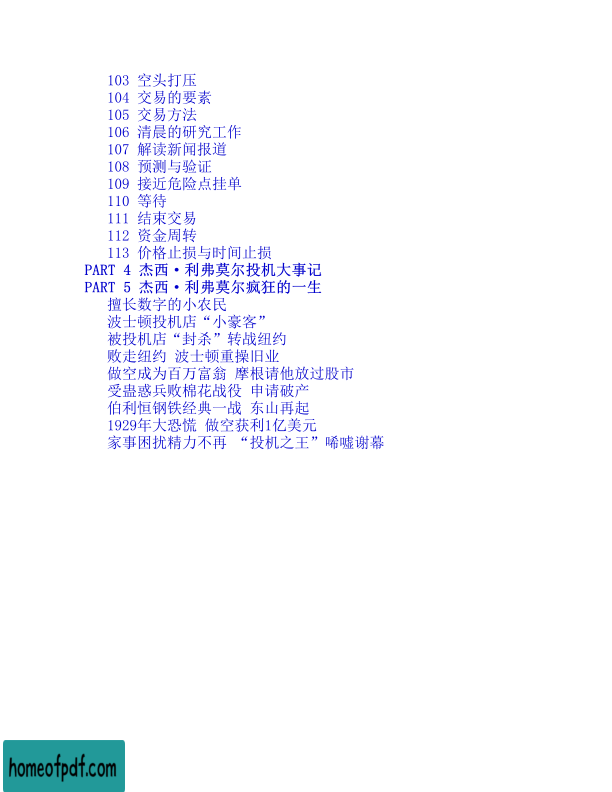 103 空头打压
104 交易的要素
105 交易方法
106 清晨的研究工作
107 解读新闻报道
108 预测与验证
109 接近危险点挂单
110 等待
111 结束交易
112 资金周转
113 价格止损与时间止损
PART 4 杰西·利弗莫尔投机大事记
PART 5 杰西·利弗莫尔疯狂的一生
擅长数字的小农民
波士顿投机店“小豪客”
被投机店“封杀”转战纽约
败走纽约 波士顿重操旧业
做空成为百万富翁 摩根请他放过股市
受蛊惑兵败棉花战役 申请破产
伯利恒钢铁经典一战 东山再起
1929年大恐慌 做空获利1亿美元
家事困扰精力不再 “投机之王”唏嘘谢幕
homeofpdf.com